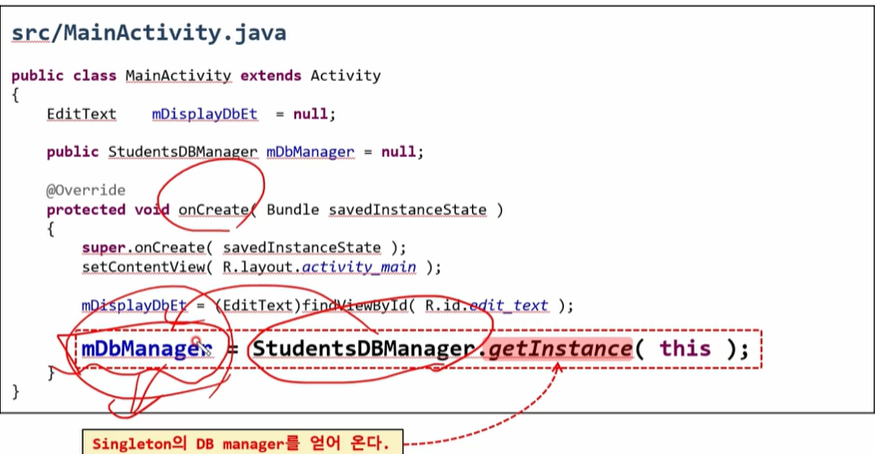 src/MainActivity.java
public class MainActivity extends Activity
{
EditText mDisplayDbEt = null;
public StudentsDBManager mDbManager = null;
@Override
protected void onCreate( Bundle savedInstanceState )
{
super.onCreate( savedInstanceState );
setContentView( R.layout.activity_main );
mDisplayDbEt = (EditText)findViewById( R.id.edit_text );
mDbManager = StudentsDBManager.getInstance( this );
}
}
Singleton의 DB manager를 얻어 온다.